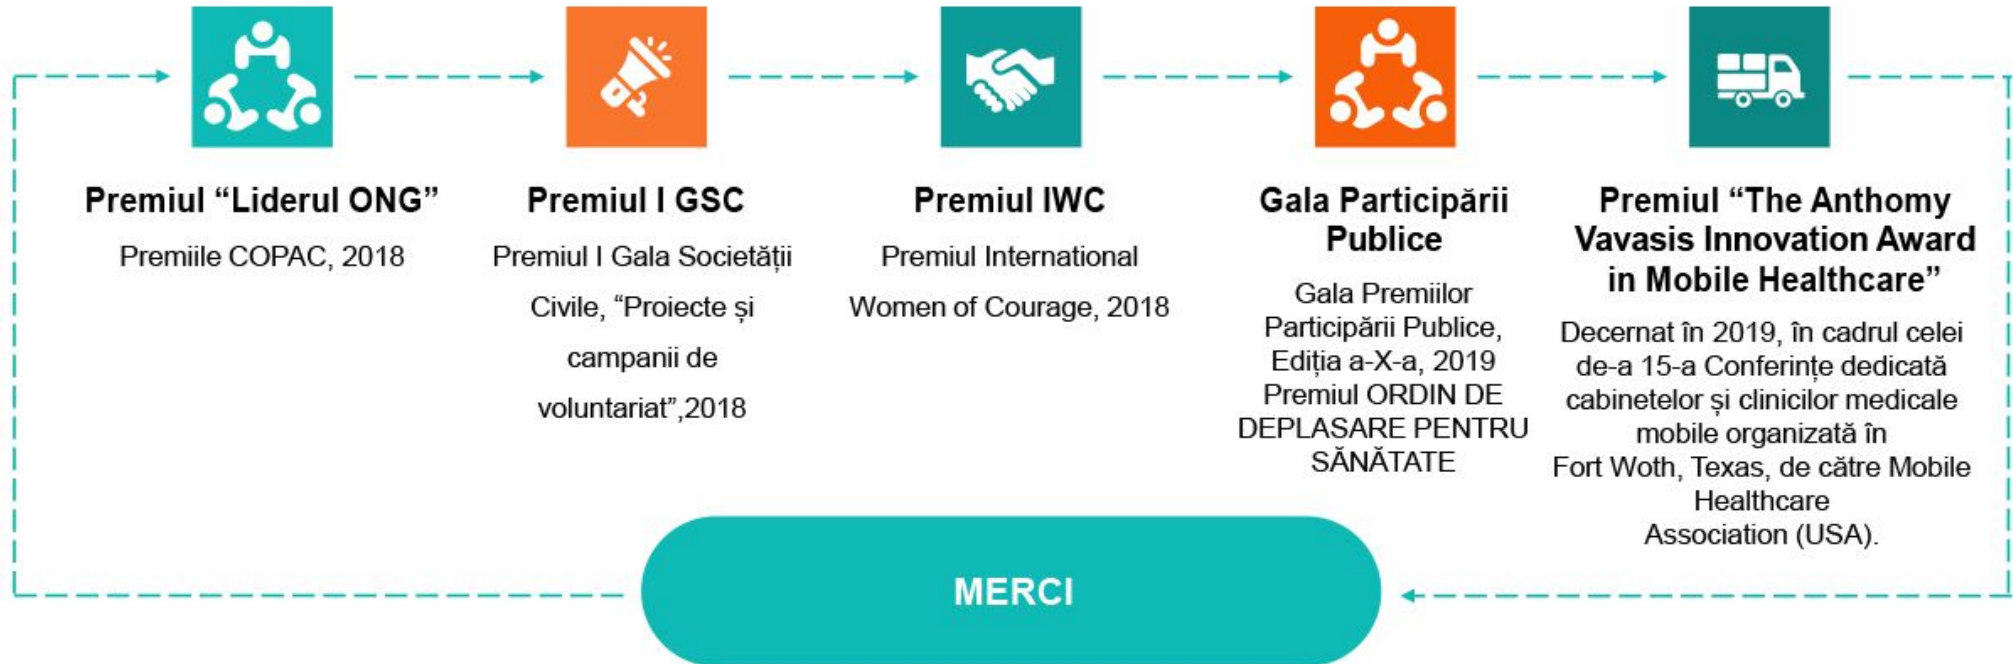 Premiul “Liderul ONG”
Premiile COPAC, 2018
Premiul I GSC
Premiul I Gala Societății
Civile, “Proiecte și
campanii de
voluntariat”,2018
Premiul IWC
Premiul International
Women of Courage, 2018
Gala Participării
Publice
Gala Premiilor
Participării Publice,
Ediția a-X-a, 2019
Premiul ORDIN DE
DEPLASARE PENTRU
SĂNĂTATE
Premiul “The Anthomy
Vavasis Innovation Award
in Mobile Healthcare”
Decernat în 2019, în cadrul celei
de-a 15-a Conferințe dedicată
cabinetelor și clinicilor medicale
mobile organizată în
Fort Woth, Texas, de către Mobile
Healthcare
Association (USA).
MERCI